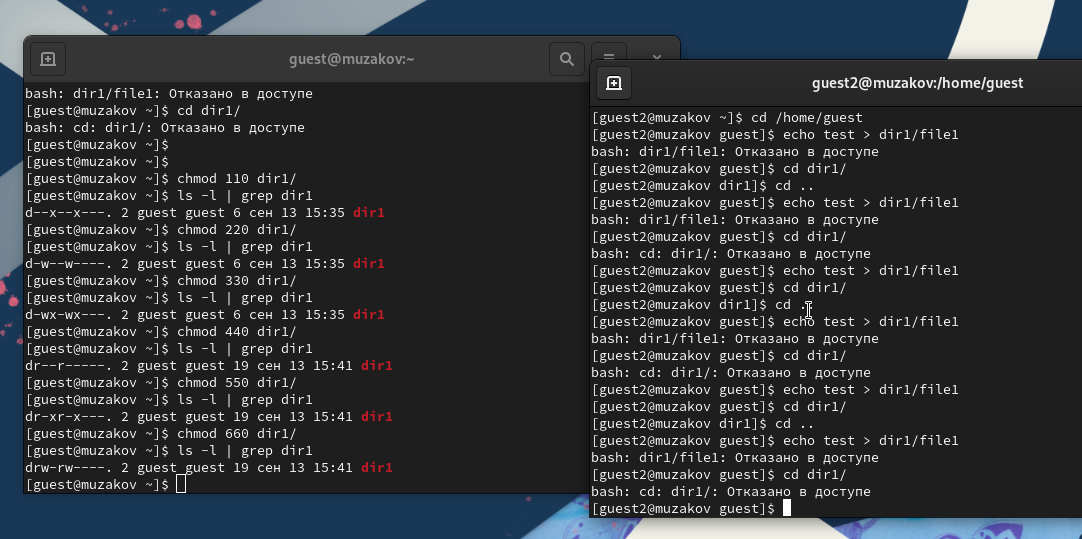 guest@muzakov:~
bash: dir1/file1: Отказано в доступе
[guest@muzakov ~]$ cd dir1/
bash: cd: dir1/: Отказано в доступе
[guest@muzakov ~]$
[guest@muzakov ~]$
[guest@muzakov ~]$ chmod 110 dir1/
[guest@muzakov ~]$ ls -l | grep dir1
d--x--x---. 2 guest guest 6 сен 13 15:35 dir1
[guest@muzakov ~]$ chmod 220 dir1/
[guest@muzakov ~]$ ls -l | grep dir1
d-w--w----. 2 guest guest 6 сен 13 15:35 dir1
[guest@muzakov ~]$ chmod 330 dir1/
[guest@muzakov ~]$ ls -l | grep dir1
d-wx-wx---. 2 guest guest 6 сен 13 15:35 dir1
[guest@muzakov ~]$ chmod 440 dir1/
[guest@muzakov ~]$ ls -l | grep dir1
dr--r-----. 2 guest guest 19 сен 13 15:41 dir1
[guest@muzakov ~]$ chmod 550 dir1/
[guest@muzakov ~]$ ls -l | grep dir1
dr-xr-x---. 2 guest guest 19 сен 13 15:41 dir1
[guest@muzakov ~]$ chmod 660 dir1/
[guest@muzakov ~]$ ls -l | grep dir1
drw-rw----. 2 guest guest 19 сен 13 15:41 dir1
[guest@muzakov ~]$
guest2@muzakov:/home/guest
[guest2@muzakov ~]$ cd /home/guest
[guest2@muzakov guest]$ echo test > dir1/file1
bash: dir1/file1: Отказано в доступе
[guest2@muzakov guest]$ cd dir1/
[guest2@muzakov dir1]$ cd ..
[guest2@muzakov guest]$ echo test > dir1/file1
bash: dir1/file1: Отказано в доступе
[guest2@muzakov guest]$ cd dir1/
bash: cd: dir1/: Отказано в доступе
[guest2@muzakov guest]$ echo test > dir1/file1
[guest2@muzakov guest]$ cd dir1/
[guest2@muzakov dir1]$ cd ..
[guest2@muzakov guest]$ echo test > dir1/file1
bash: dir1/file1: Отказано в доступе
[guest2@muzakov guest]$ cd dir1/
bash: cd: dir1/: Отказано в доступе
[guest2@muzakov guest]$ echo test > dir1/file1
[guest2@muzakov guest]$ cd dir1/
[guest2@muzakov dir1]$ cd ..
[guest2@muzakov guest]$ echo test > dir1/file1
bash: dir1/file1: Отказано в доступе
[guest2@muzakov guest]$ cd dir1/
bash: cd: dir1/: Отказано в доступе
[guest2@muzakov guest]$